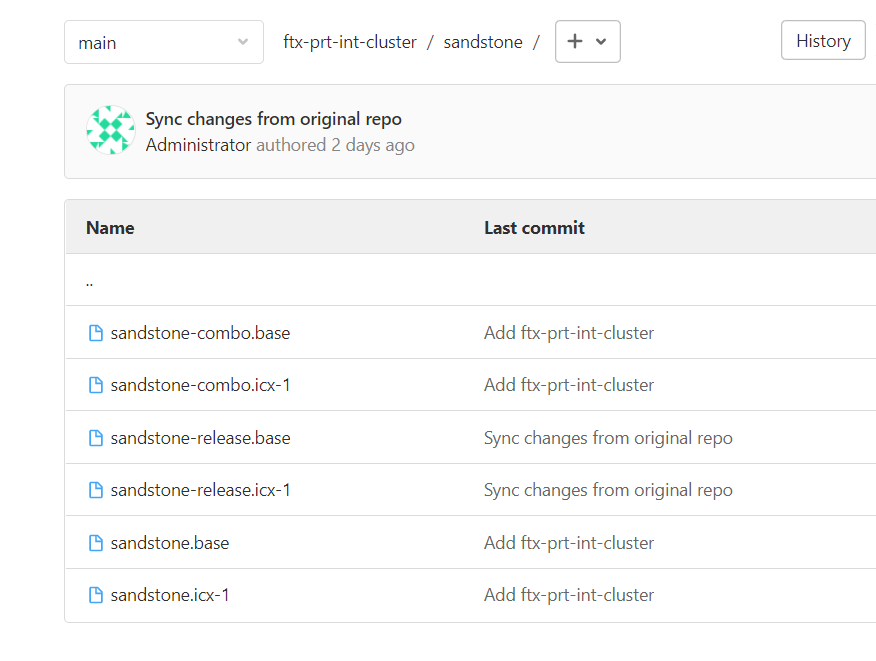 main ftx-prt-int-cluster / sandstone / + History
Sync changes from original repo
Administrator authored 2 days ago
Name Last commit
..
sandstone-combo.base Add ftx-prt-int-cluster
sandstone-combo.icx-1 Add ftx-prt-int-cluster
sandstone-release.base Sync changes from original repo
sandstone-release.icx-1 Sync changes from original repo
sandstone.base Add ftx-prt-int-cluster
sandstone.icx-1 Add ftx-prt-int-cluster